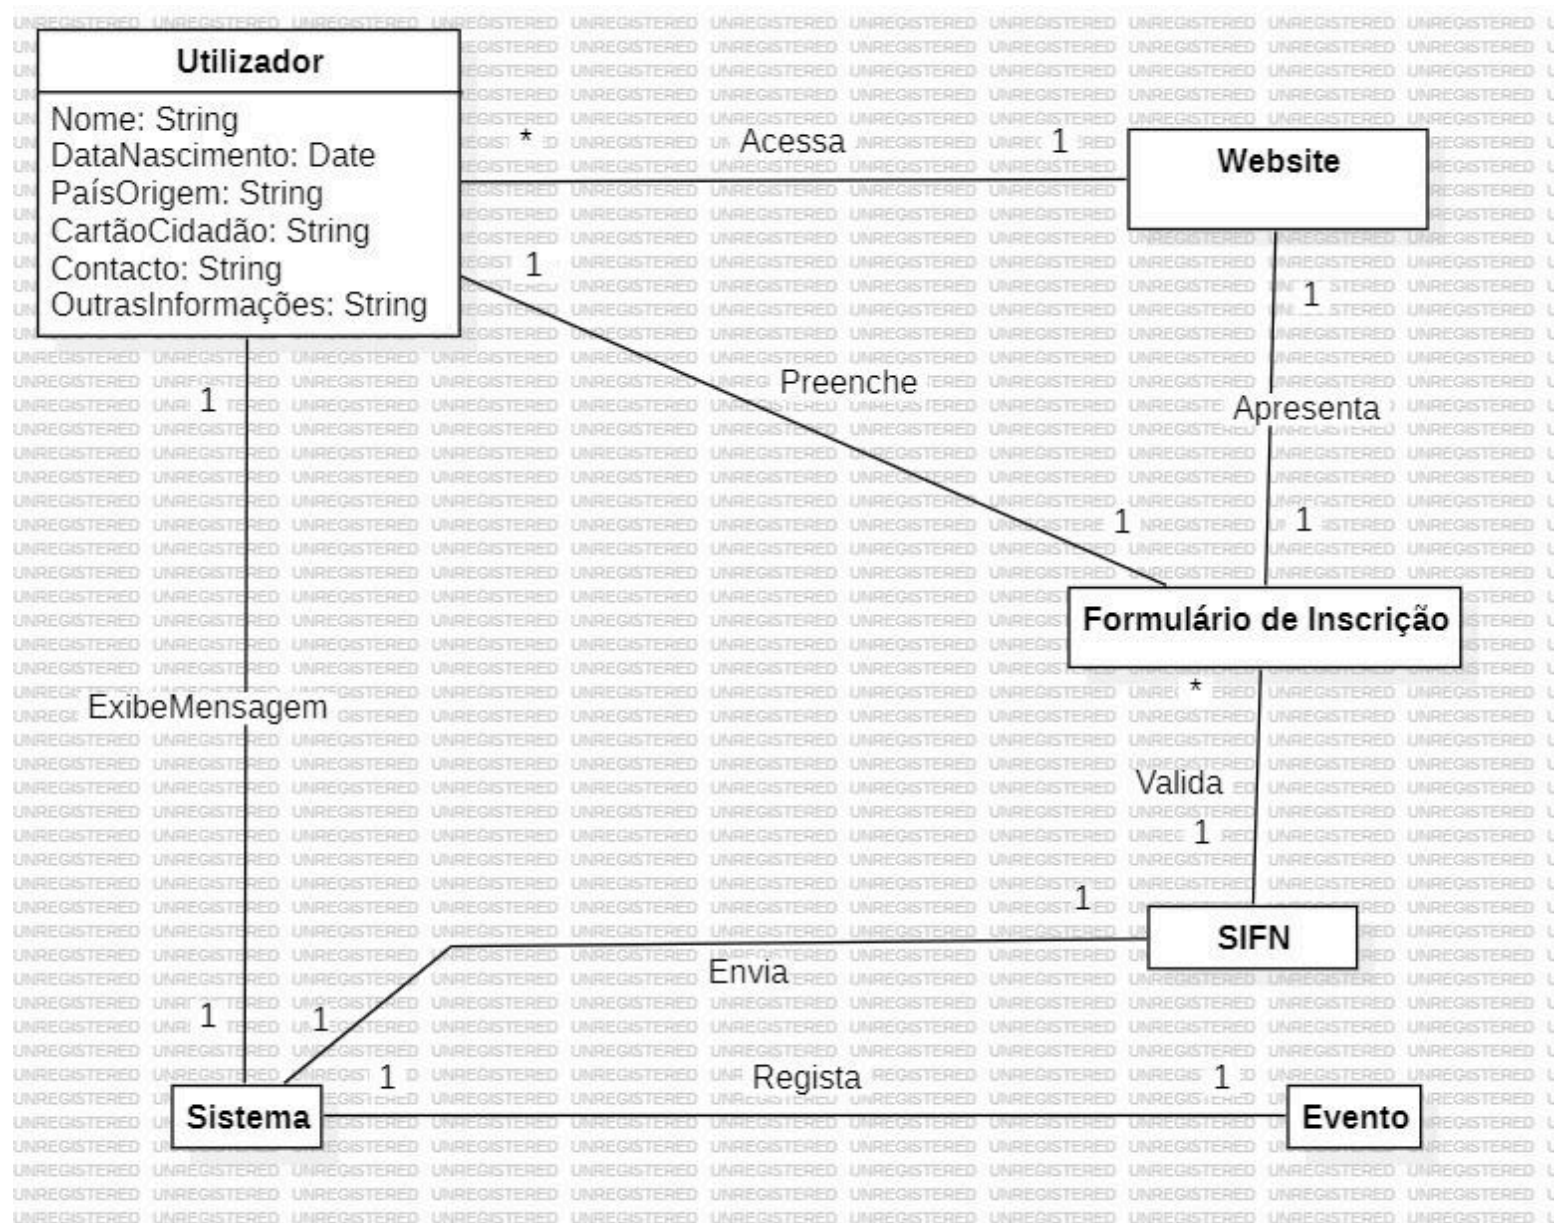 Utilizador
Nome: String
DataNascimento: Date
PaísOrigem: String
CartãoCidadão: String
Contacto: String
OutrasInformações: String
* Acessa 1
Website
1
1
Preenche
Apresenta
1
1
1
Formulário de Inscrição
*
ExibeMensagem
Valida
1
1
SIFN
Envia
1
1
1 Regista 1
Sistema
Evento
UNREGISTERED